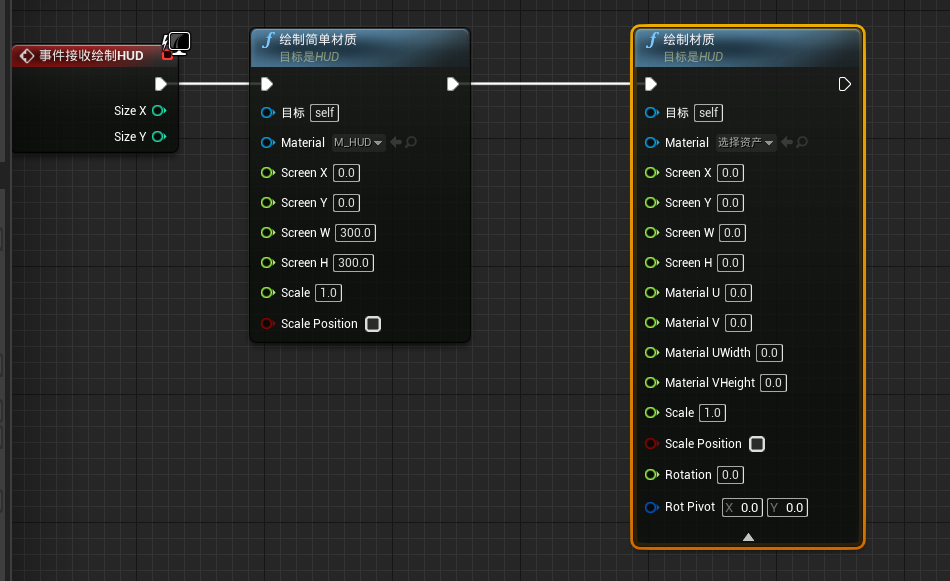 事件接收绘制HUD
Size X
Size Y
绘制简单材质
目标是HUD
目标 self
Material M_HUD
Screen X 0.0
Screen Y 0.0
Screen W 300.0
Screen H 300.0
Scale 1.0
Scale Position
绘制材质
目标是HUD
目标 self
Material 选择资产
Screen X 0.0
Screen Y 0.0
Screen W 0.0
Screen H 0.0
Material U 0.0
Material V 0.0
Material UWidth 0.0
Material VHeight 0.0
Scale 1.0
Scale Position
Rotation 0.0
Rot Pivot X 0.0 Y 0.0